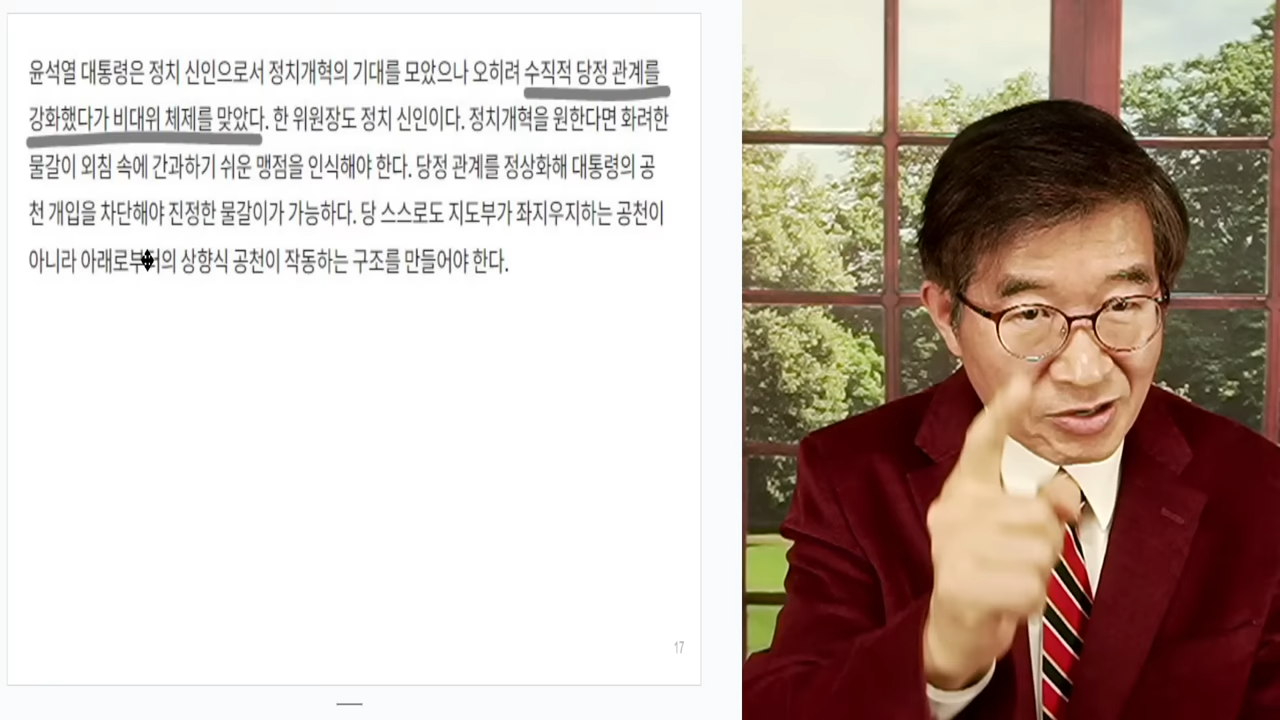 윤석열 대통령은 정치 신인으로서 정치개혁의 기대를 모았으나 오히려 수직적 당정 관계를
강화했다가 비대위 체제를 맞았다. 한 위원장도 정치 신인이다. 정치개혁을 원한다면 화려한
물갈이 외침 속에 간과하기 쉬운 맹점을 인식해야 한다. 당정 관계를 정상화해 대통령의 공
천 개입을 차단해야 진정한 물갈이가 가능하다. 당 스스로도 지도부가 좌지우지하는 공천이
아니라 아래로부터의 상향식 공천이 작동하는 구조를 만들어야 한다.
17